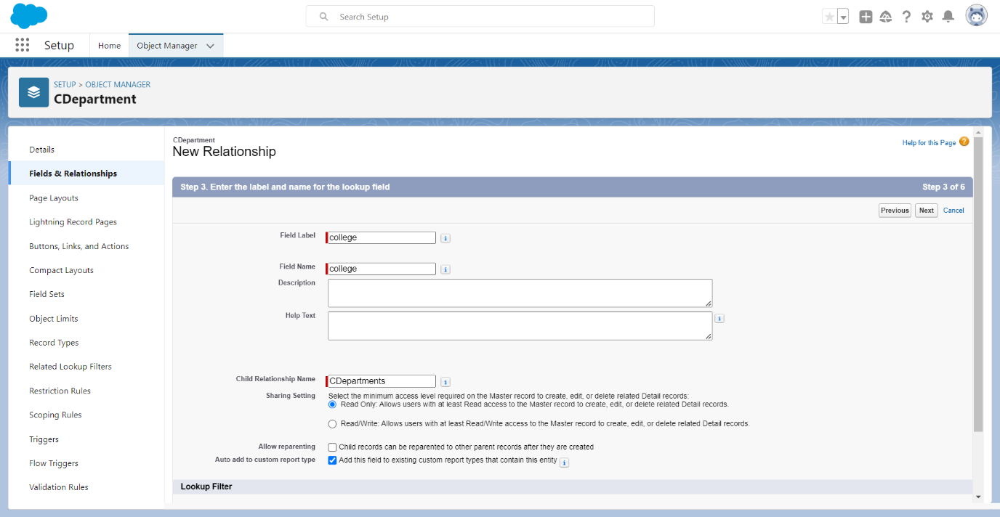 Search Setup
Setup
Home
Object Manager
SETUP > OBJECT MANAGER
CDepartment
Details
Fields & Relationships
Page Layouts
Lightning Record Pages
Buttons, Links, and Actions
Compact Layouts
Field Sets
Object Limits
Record Types
Related Lookup Filters
Restriction Rules
Scoping Rules
Triggers
Flow Triggers
Validation Rules
CDepartment
New Relationship
Help for this Page
Step 3. Enter the label and name for the lookup field Step 3 of 6
Previous Next Cancel
Field Label college
Field Name college
Description
Help Text
Child Relationship Name CDepartments
Sharing Setting Select the minimum access level required on the Master record to create, edit, or delete related Detail records:
Read Only: Allows users with at least Read access to the Master record to create, edit, or delete related Detail records.
Read/Write: Allows users with at least Read/Write access to the Master record to create, edit, or delete related Detail records.
Allow reparenting Child records can be reparented to other parent records after they are created
Auto add to custom report type Add this field to existing custom report types that contain this entity
Lookup Filter